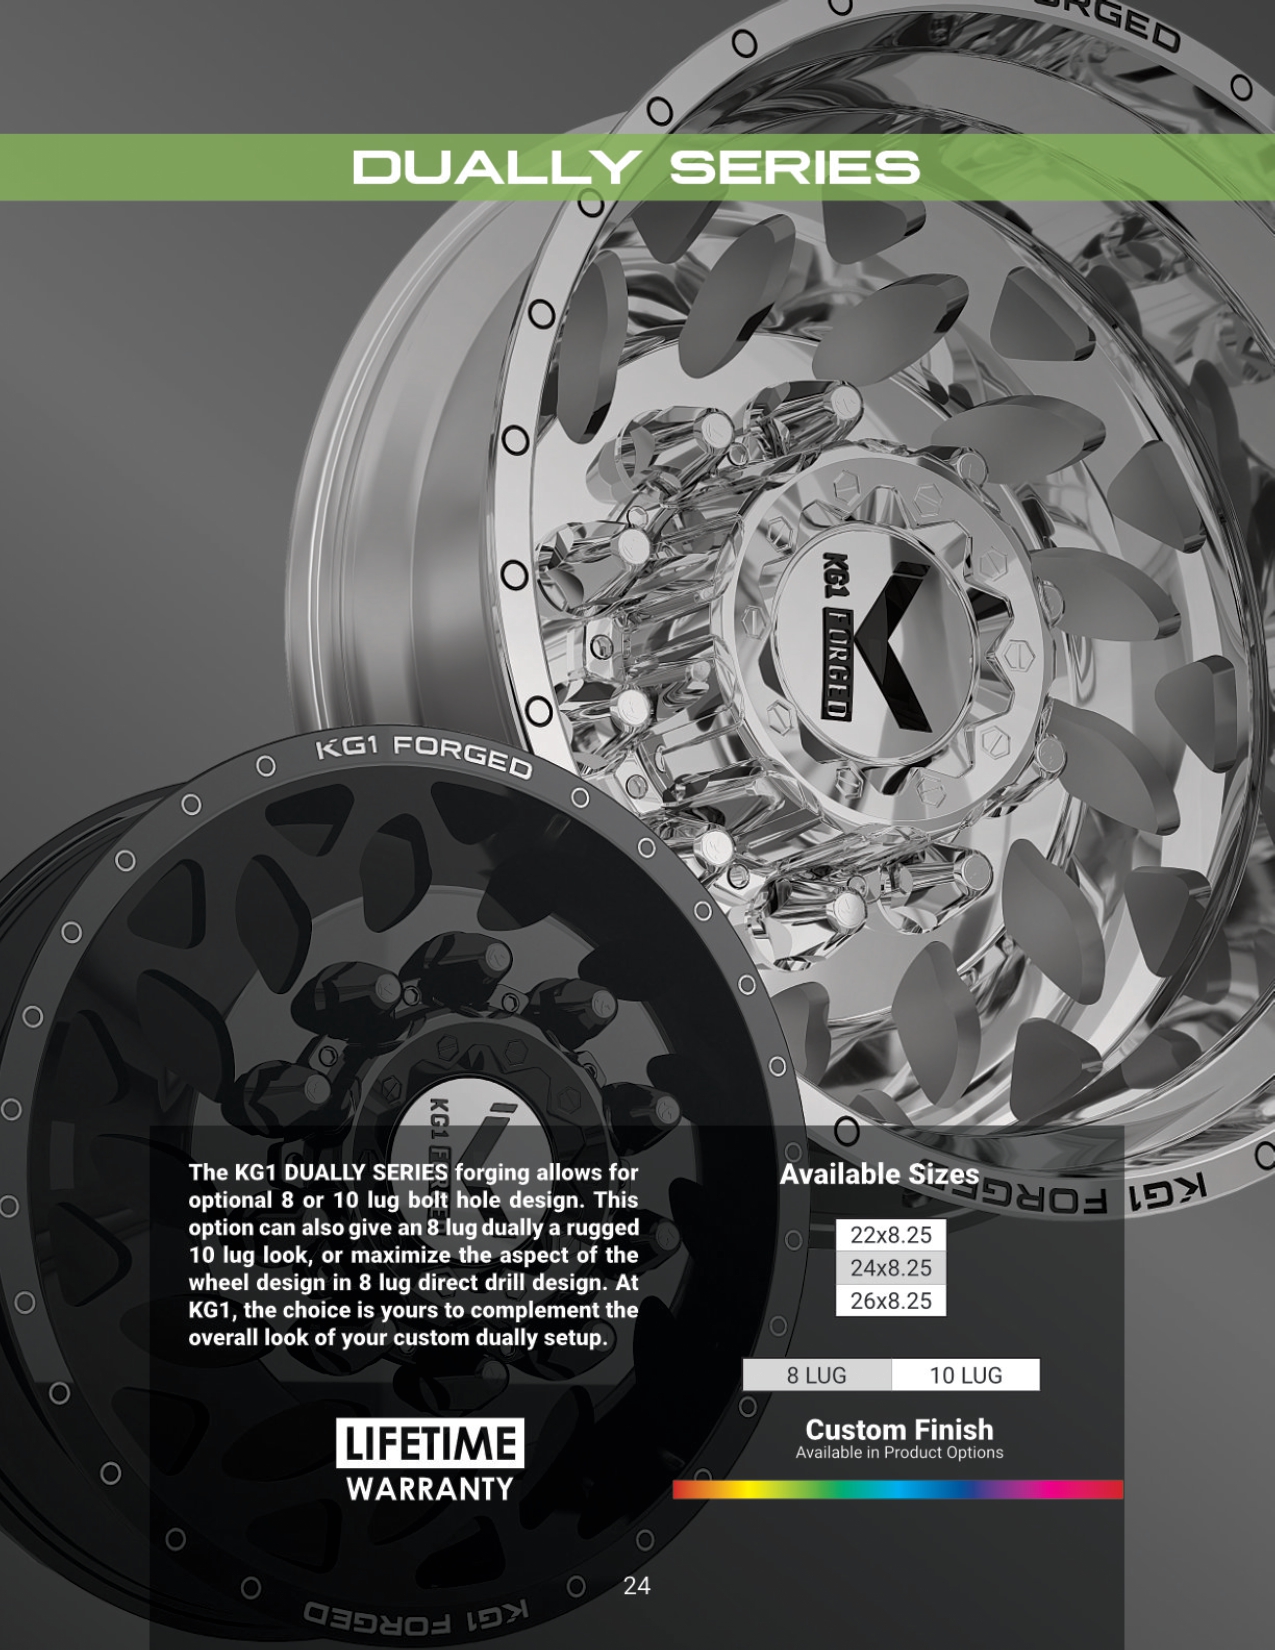 FORGED
DUALLY SERIES
KG1 FORGED
KG1 FORGED
KG1 FORGED
The KG1 DUALLY SERIES forging allows for
optional 8 or 10 lug bolt hole design. This
option can also give an 8 lug dually a rugged
10 lug look, or maximize the aspect of the
wheel design in 8 lug direct drill design. At
KG1, the choice is yours to complement the
overall look of your custom dually setup.
LIFETIME
WARRANTY
Available Sizes
KG1 FORGED
22x8.25
24x8.25
26x8.25
8 LUG 10 LUG
Custom Finish
Available in Product Options
24
KG1 FORGED